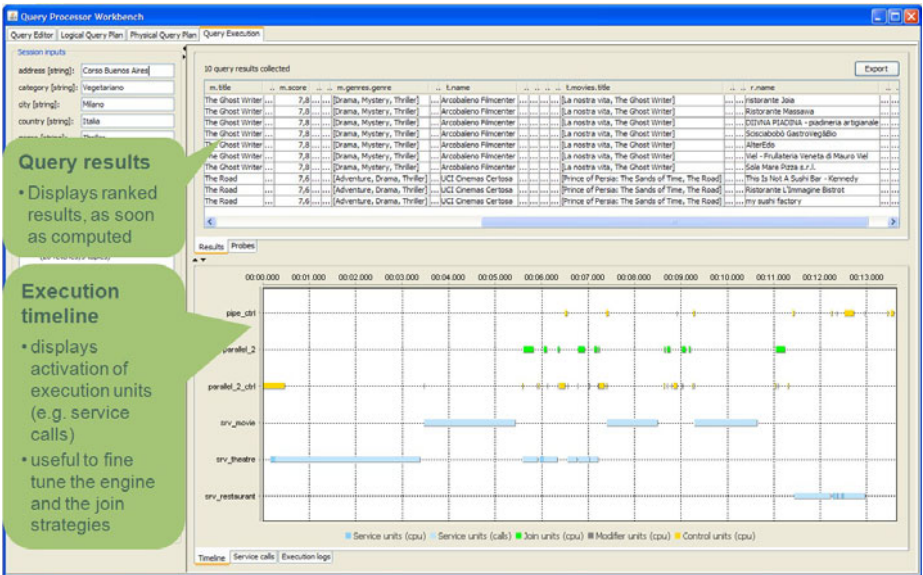 Query Processor Workbench
Query Editor Logical Query Plan Physical Query Plan Query Execution
Session inputs
address [string]: Corso Buenos Aires
category [string]: Vegetariano
city [string]: Milano
country [string]: Italia
10 query results collected
Export
m.title .. m.score .. .. m.genres.genre .. t.name .. .. .. .. t.movies.title .. .. r.name
The Ghost Writer ... 7,8 ... ... [Drama, Mystery, Thriller] ... Arcobaleno Filmcenter ... ... ... ... [La nostra vita, The Ghost Writer] ... ... ristorante Joia
The Ghost Writer ... 7,8 ... ... [Drama, Mystery, Thriller] ... Arcobaleno Filmcenter ... ... ... ... [La nostra vita, The Ghost Writer] ... ... Ristorante Massawa
The Ghost Writer ... 7,8 ... ... [Drama, Mystery, Thriller] ... Arcobaleno Filmcenter ... ... ... ... [La nostra vita, The Ghost Writer] ... ... PIADINA - piadineria artigianale
The Ghost Writer ... 7,8 ... ... [Drama, Mystery, Thriller] ... Arcobaleno Filmcenter ... ... ... ... [La nostra vita, The Ghost Writer] ... ...
The Ghost Writer ... 7,8 ... ... [Drama, Mystery, Thriller] ... Arcobaleno Filmcenter ... ... ... ... [La nostra vita, The Ghost Writer] ... ... AlterEdo
The Ghost Writer ... 7,8 ... ... [Drama, Mystery, Thriller] ... Arcobaleno Filmcenter ... ... ... ... [La nostra vita, The Ghost Writer] ... ... Viel - Frullateria Veneta di Mauro Viel
The Ghost Writer ... 7,8 ... ... [Drama, Mystery, Thriller] ... Arcobaleno Filmcenter ... ... ... ... [La nostra vita, The Ghost Writer] ... ... Sole Mare Pizza s.r.l.
The Road ... 7,6 ... ... [Adventure, Drama, Thriller] ... UCI Cinemas Certosa ... ... ... ... [Prince of Persia: The Sands of Time, The Road] ... ... This Is Not A Sushi Bar - Kennedy
The Road ... 7,6 ... ... [Adventure, Drama, Thriller] ... UCI Cinemas Certosa ... ... ... ... [Prince of Persia: The Sands of Time, The Road] ... ... Ristorante L'Immagine Bistrot
The Road ... 7,6 ... ... [Adventure, Drama, Thriller] ... UCI Cinemas Certosa ... ... ... ... [Prince of Persia: The Sands of Time, The Road] ... ... my sushi factory
Query results
• Displays ranked
results, as soon
as computed
Results Probes
00:00.000 00:01.000 00:02.000 00:03.000 00:04.000 00:05.000 00:06.000 00:07.000 00:08.000 00:09.000 00:10.000 00:11.000 00:12.000 00:13.000
Execution
timeline
• displays
activation of
execution units
(e.g. service
calls)
• useful to fine
tune the engine
and the join
strategies
pipe_ctrl
parallel_2
parallel_2_ctrl
srv_movie
srv_theatre
srv_restaurant
Service units (cpu) Service units (calls) Join units (cpu) Modifier units (cpu) Control units (cpu)
Timeline Service calls Execution logs